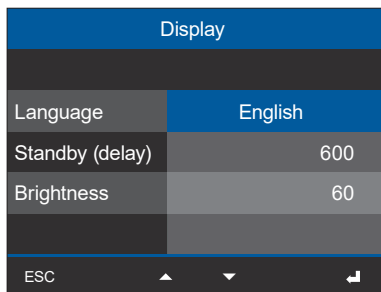 Display
Language English
Standby (delay) 600
Brightness 60
ESC